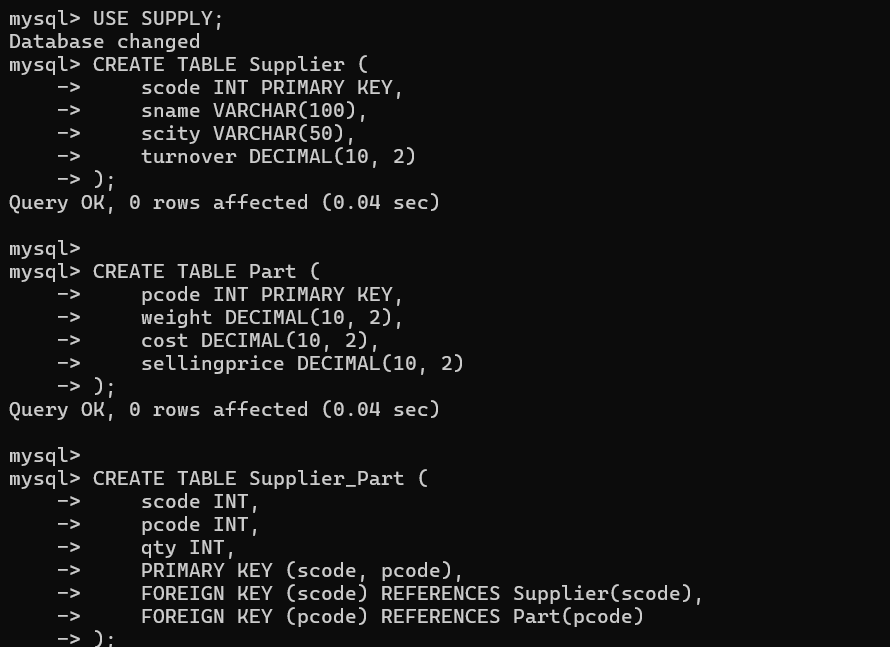 mysql> USE SUPPLY;
Database changed
mysql> CREATE TABLE Supplier (
    ->     scode INT PRIMARY KEY,
    ->     sname VARCHAR(100),
    ->     scity VARCHAR(50),
    ->     turnover DECIMAL(10, 2)
    -> );
Query OK, 0 rows affected (0.04 sec)

mysql>
mysql> CREATE TABLE Part (
    ->     pcode INT PRIMARY KEY,
    ->     weight DECIMAL(10, 2),
    ->     cost DECIMAL(10, 2),
    ->     sellingprice DECIMAL(10, 2)
    -> );
Query OK, 0 rows affected (0.04 sec)

mysql>
mysql> CREATE TABLE Supplier_Part (
    ->     scode INT,
    ->     pcode INT,
    ->     qty INT,
    ->     PRIMARY KEY (scode, pcode),
    ->     FOREIGN KEY (scode) REFERENCES Supplier(scode),
    ->     FOREIGN KEY (pcode) REFERENCES Part(pcode)
    -> );